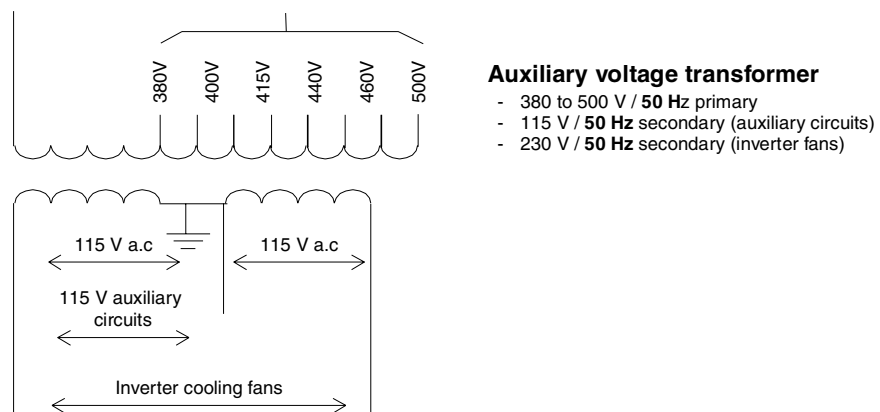 380V 400V 415V 440V 460V 500V
Auxiliary voltage transformer
- 380 to 500 V / 50 Hz primary
- 115 V / 50 Hz secondary (auxiliary circuits)
- 230 V / 50 Hz secondary (inverter fans)
115 V a.c 115 V a.c
115 V auxiliary
circuits
Inverter cooling fans